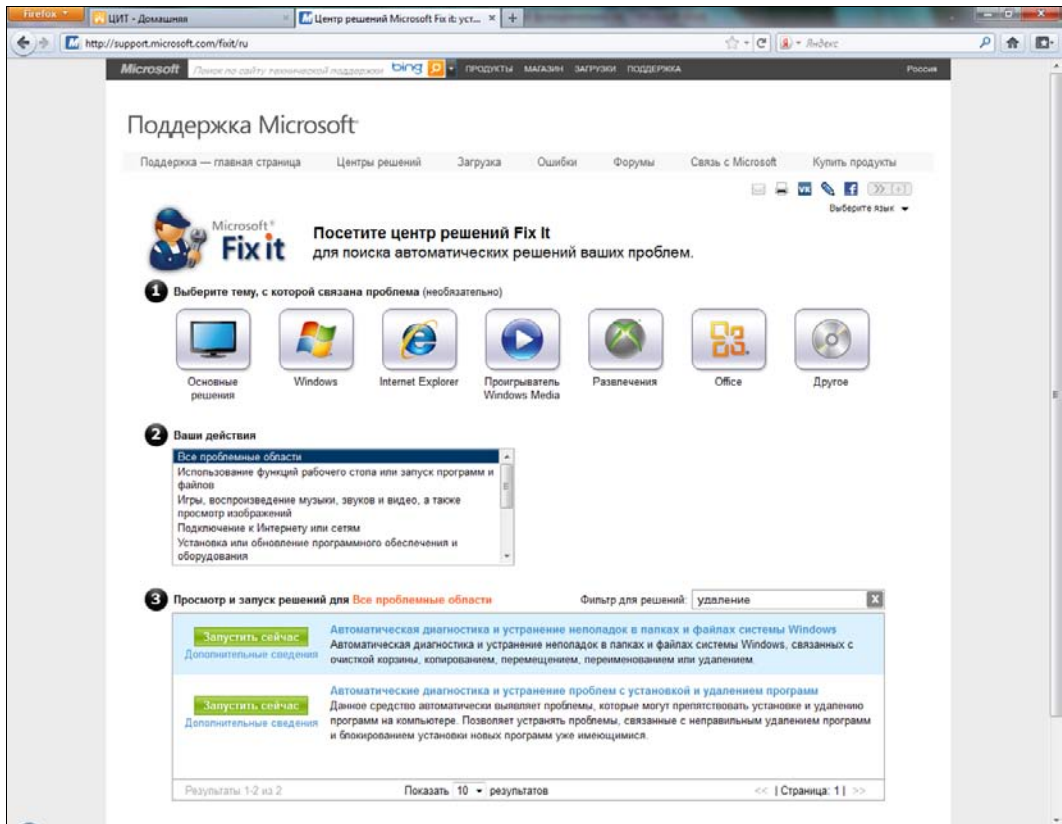 Firefox
ЦИТ - Домашняя
Центр решений Microsoft Fix it: уст...
http://support.microsoft.com/fixit/ru
Яндекс
Microsoft Поиск по сайту технической поддержки bing ПРОДУКТЫ МАГАЗИН ЗАГРУЗКИ ПОДДЕРЖКА Россия
Поддержка Microsoft
Поддержка — главная страница Центры решений Загрузка Ошибки Форумы Связь с Microsoft Купить продукты
Выберите язык
Microsoft®
Fix it
Посетите центр решений Fix It
для поиска автоматических решений ваших проблем.
1 Выберите тему, с которой связана проблема (необязательно)
Основные решения
Windows
Internet Explorer
Проигрыватель Windows Media
Развлечения
Office
Другое
2 Ваши действия
Все проблемные области
Использование функций рабочего стола или запуск программ и
файлов
Игры, воспроизведение музыки, звуков и видео, а также
просмотр изображений
Подключение к Интернету или сетям
Установка или обновление программного обеспечения и
оборудования
3 Просмотр и запуск решений для Все проблемные области Фильтр для решений: удаление X
Запустить сейчас
Дополнительные сведения
Автоматическая диагностика и устранение неполадок в папках и файлах системы Windows
Автоматическая диагностика и устранение неполадок в папках и файлах системы Windows, связанных с
очисткой корзины, копированием, перемещением, переименованием или удалением.
Запустить сейчас
Дополнительные сведения
Автоматические диагностика и устранение проблем с установкой и удалением программ
Данное средство автоматически выявляет проблемы, которые могут препятствовать установке и удалению
программ на компьютере. Позволяет устранять проблемы, связанные с неправильным удалением программ
и блокированием установки новых программ уже имеющимися.
Результаты 1-2 из 2 Показать 10 результатов << | Страница: 1 | >>